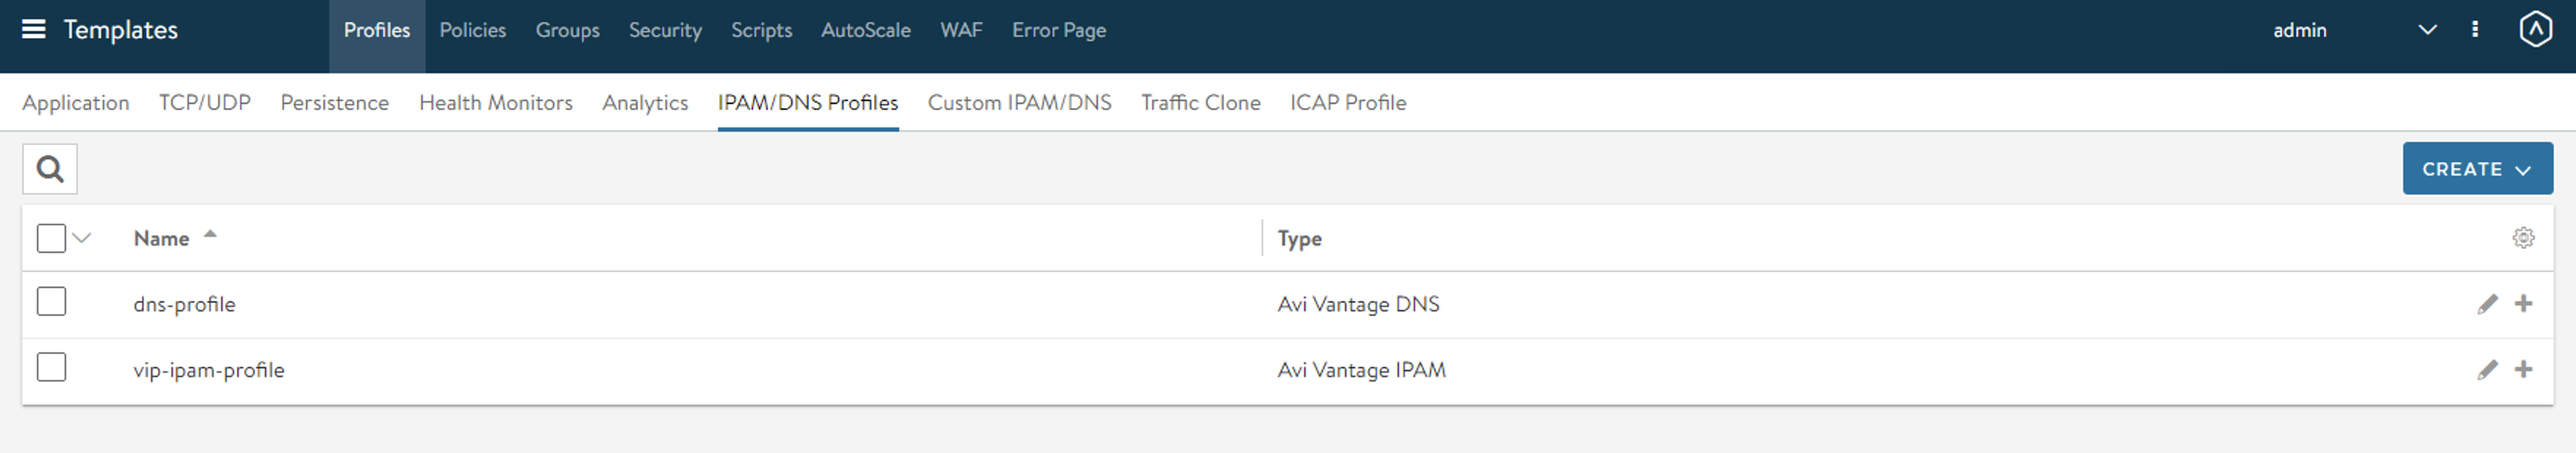 Templates Profiles Policies Groups Security Scripts AutoScale WAF Error Page admin
Application TCP/UDP Persistence Health Monitors Analytics IPAM/DNS Profiles Custom IPAM/DNS Traffic Clone ICAP Profile
CREATE
Name Type
dns-profile Avi Vantage DNS
vip-ipam-profile Avi Vantage IPAM